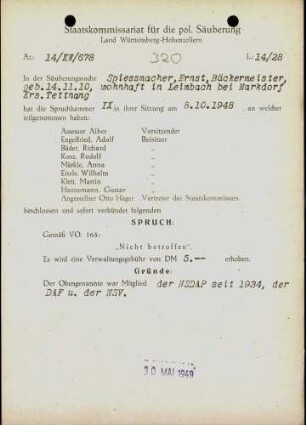 Staatskommissariat für die pol. Säuberung
Land Württemberg-Hohenzollern
Az: 14/XV/678 320 L:14/28
In der Säuberungssache Spiessmacher, Ernst, Bäckermeister,
geb. 14.11.10, wohnhaft in Leimbach bei Markdorf
Krs. Tettnang
hat die Spruchkammer IX in ihrer Sitzung am 8.10.1948, an welcher
teilgenommen haben:
Assessor Alber Vorsitzender
Engelfried, Adolf Beisitzer
Bäder, Richard "
Konz, Rudolf "
Märkle, Anna "
Eisele, Wilhelm "
Klett, Martin "
Hannemann, Gustav "
Angestellter Otto Hager Vertreter des Staatskommissars
beschlossen und sofort verkündet folgenden
SPRUCH:
Gemäß VO. 165:
„Nicht betroffen".
Es wird eine Verwaltungsgebühr von DM 5.-- erhoben.
Gründe:
Der Obengenannte war Mitglied der NSDAP seit 1934, der
DAF u. der NSV.
30 MAI 1949